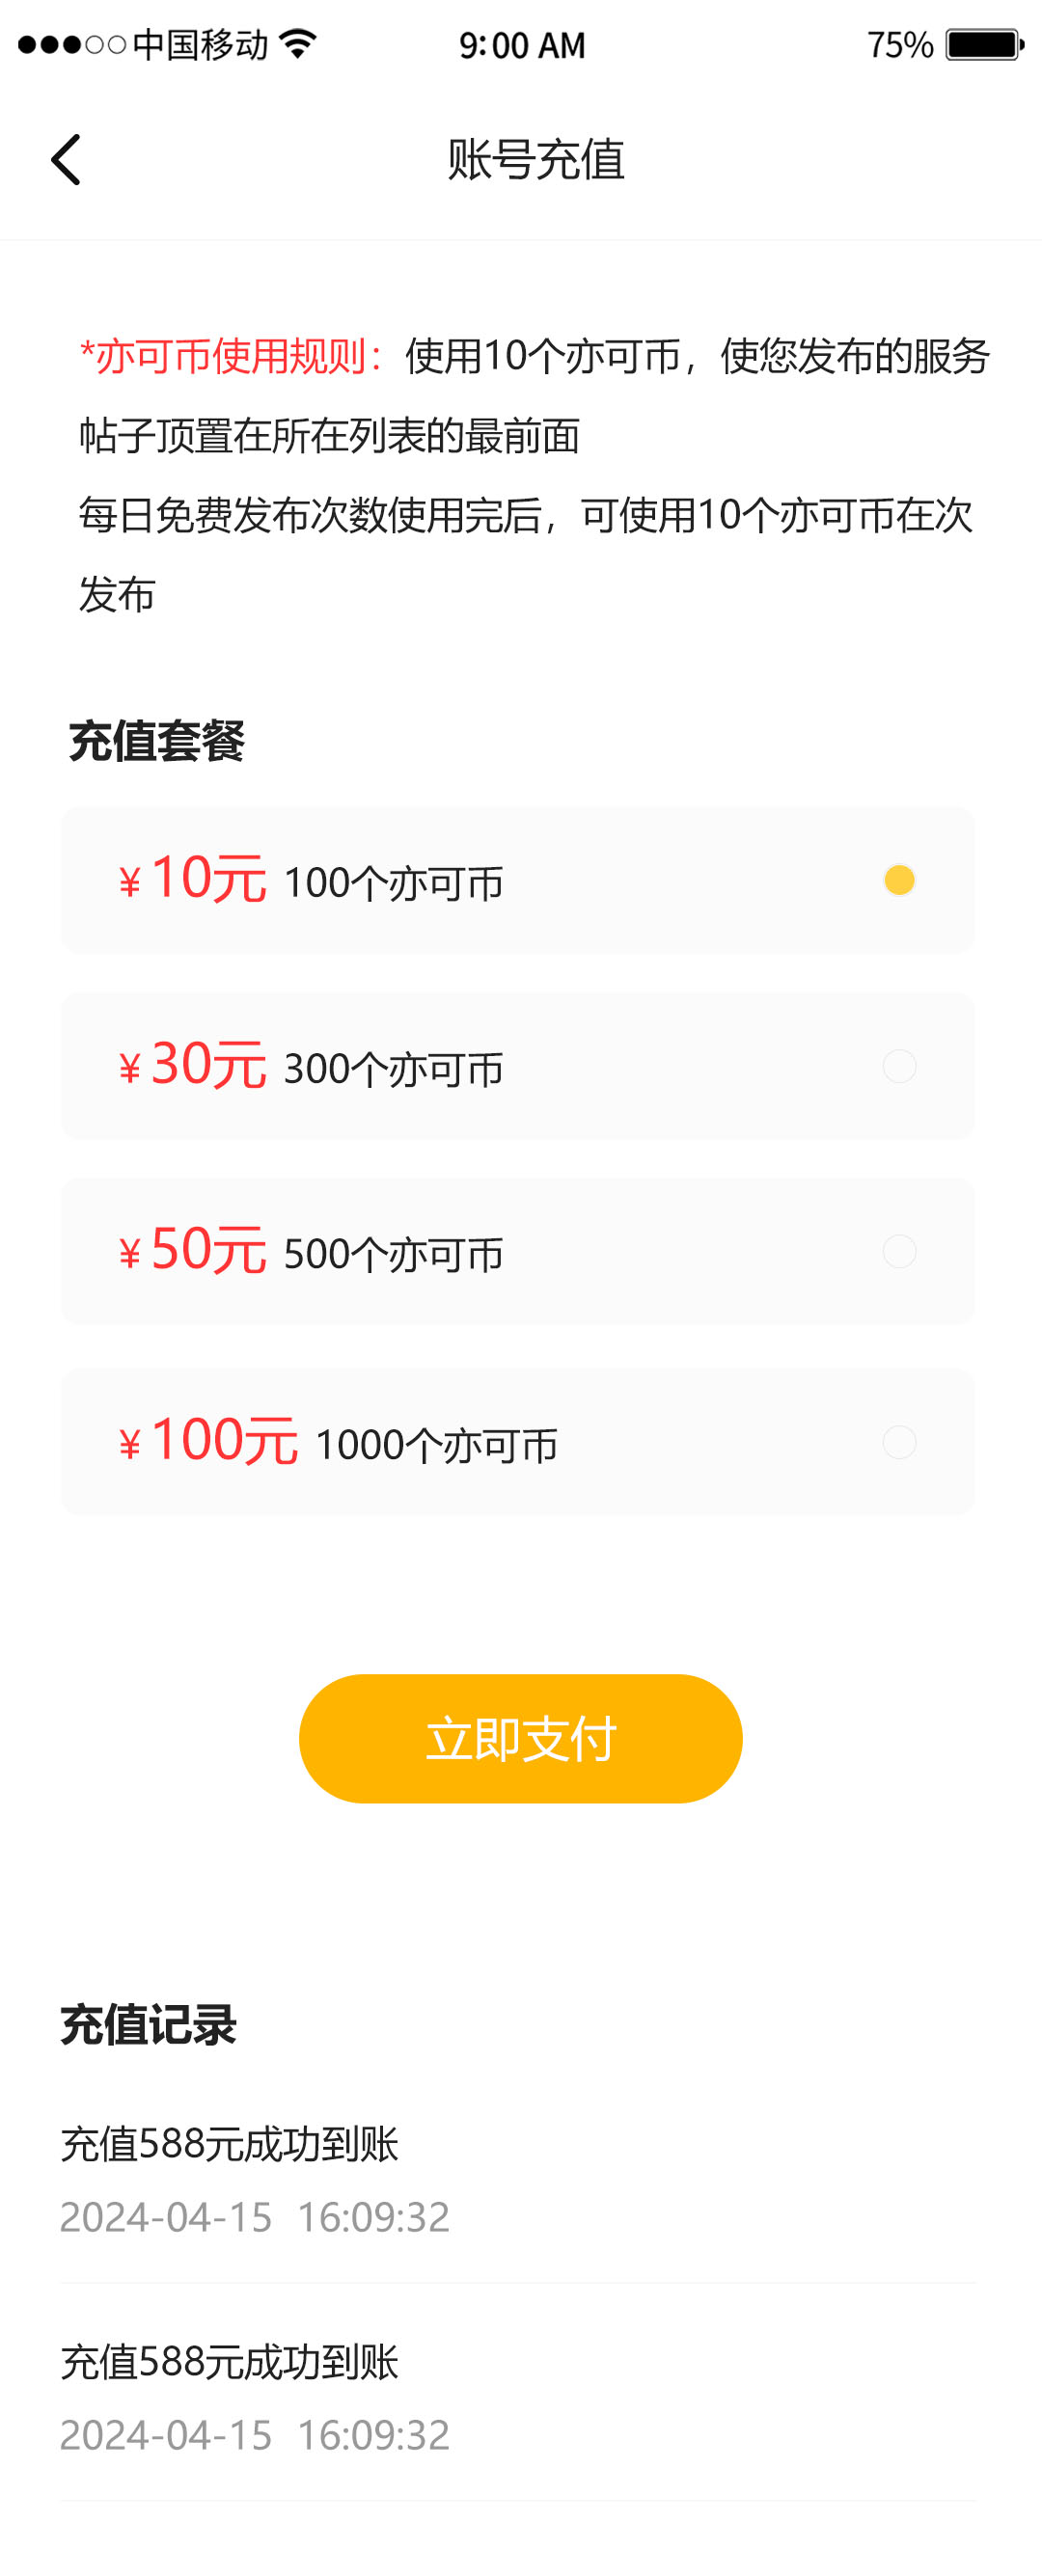 中国移动 9:00 AM 75%
账号充值
*亦可币使用规则：使用10个亦可币，使您发布的服务
帖子顶置在所在列表的最前面
每日免费发布次数使用完后，可使用10个亦可币在次
发布
充值套餐
¥ 10元 100个亦可币
¥ 30元 300个亦可币
¥ 50元 500个亦可币
¥ 100元 1000个亦可币
立即支付
充值记录
充值588元成功到账
2024-04-15 16:09:32
充值588元成功到账
2024-04-15 16:09:32